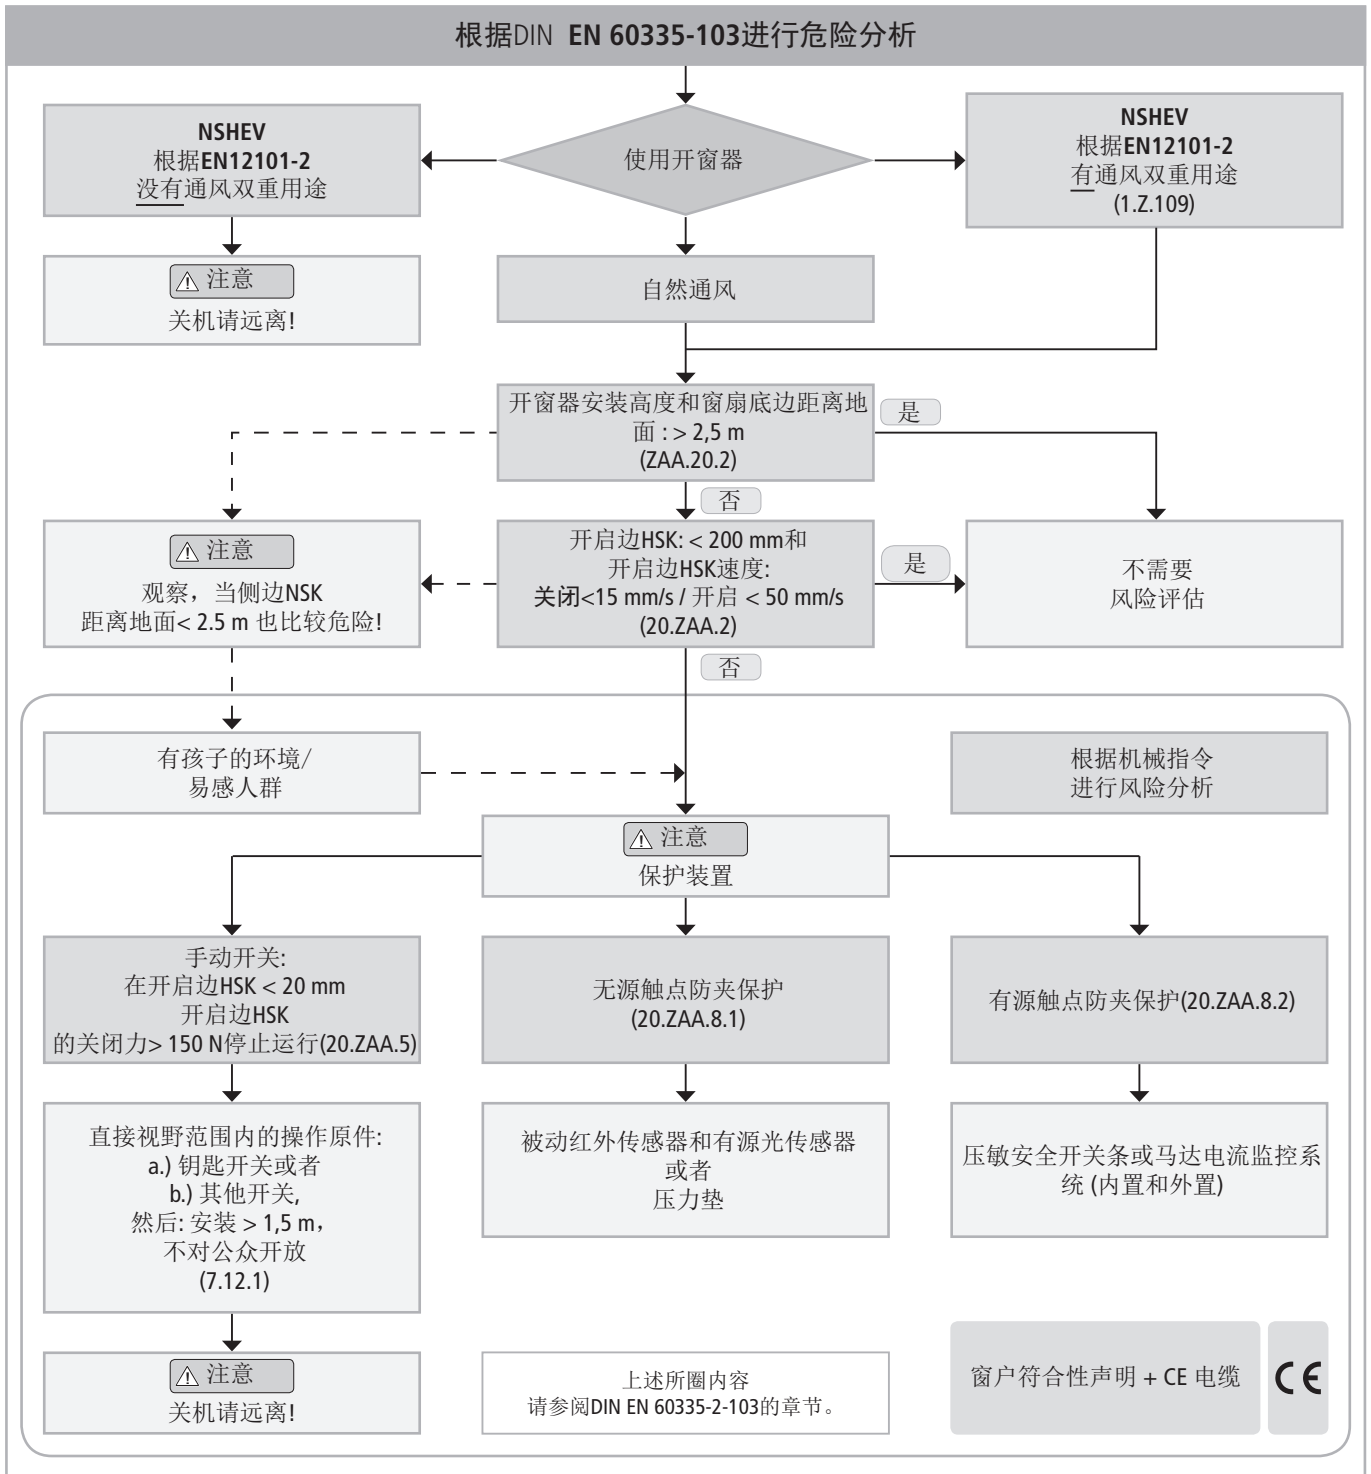 根据DIN EN 60335-103进行危险分析
NSHEV
根据EN12101-2
没有通风双重用途
使用开窗器
NSHEV
根据EN12101-2
有通风双重用途
(1.Z.109)
注意
关机请远离!
自然通风
开窗器安装高度和窗扇底边距离地
面 : > 2,5 m
(ZAA.20.2)
是
否
注意
观察，当侧边NSK
距离地面< 2.5 m 也比较危险!
开启边HSK: < 200 mm和
开启边HSK速度:
关闭<15 mm/s / 开启 < 50 mm/s
(20.ZAA.2)
是
不需要
风险评估
否
有孩子的环境/
易感人群
根据机械指令
进行风险分析
注意
保护装置
手动开关:
在开启边HSK < 20 mm
开启边HSK
的关闭力> 150 N停止运行(20.ZAA.5)
无源触点防夹保护
(20.ZAA.8.1)
有源触点防夹保护(20.ZAA.8.2)
直接视野范围内的操作原件:
a.) 钥匙开关或者
b.) 其他开关,
然后: 安装 > 1,5 m，
不对公众开放
(7.12.1)
被动红外传感器和有源光传感器
或者
压力垫
压敏安全开关条或马达电流监控系
统 (内置和外置)
注意
关机请远离!
上述所圈内容
请参阅DIN EN 60335-2-103的章节。
窗户符合性声明 + CE 电缆
CE